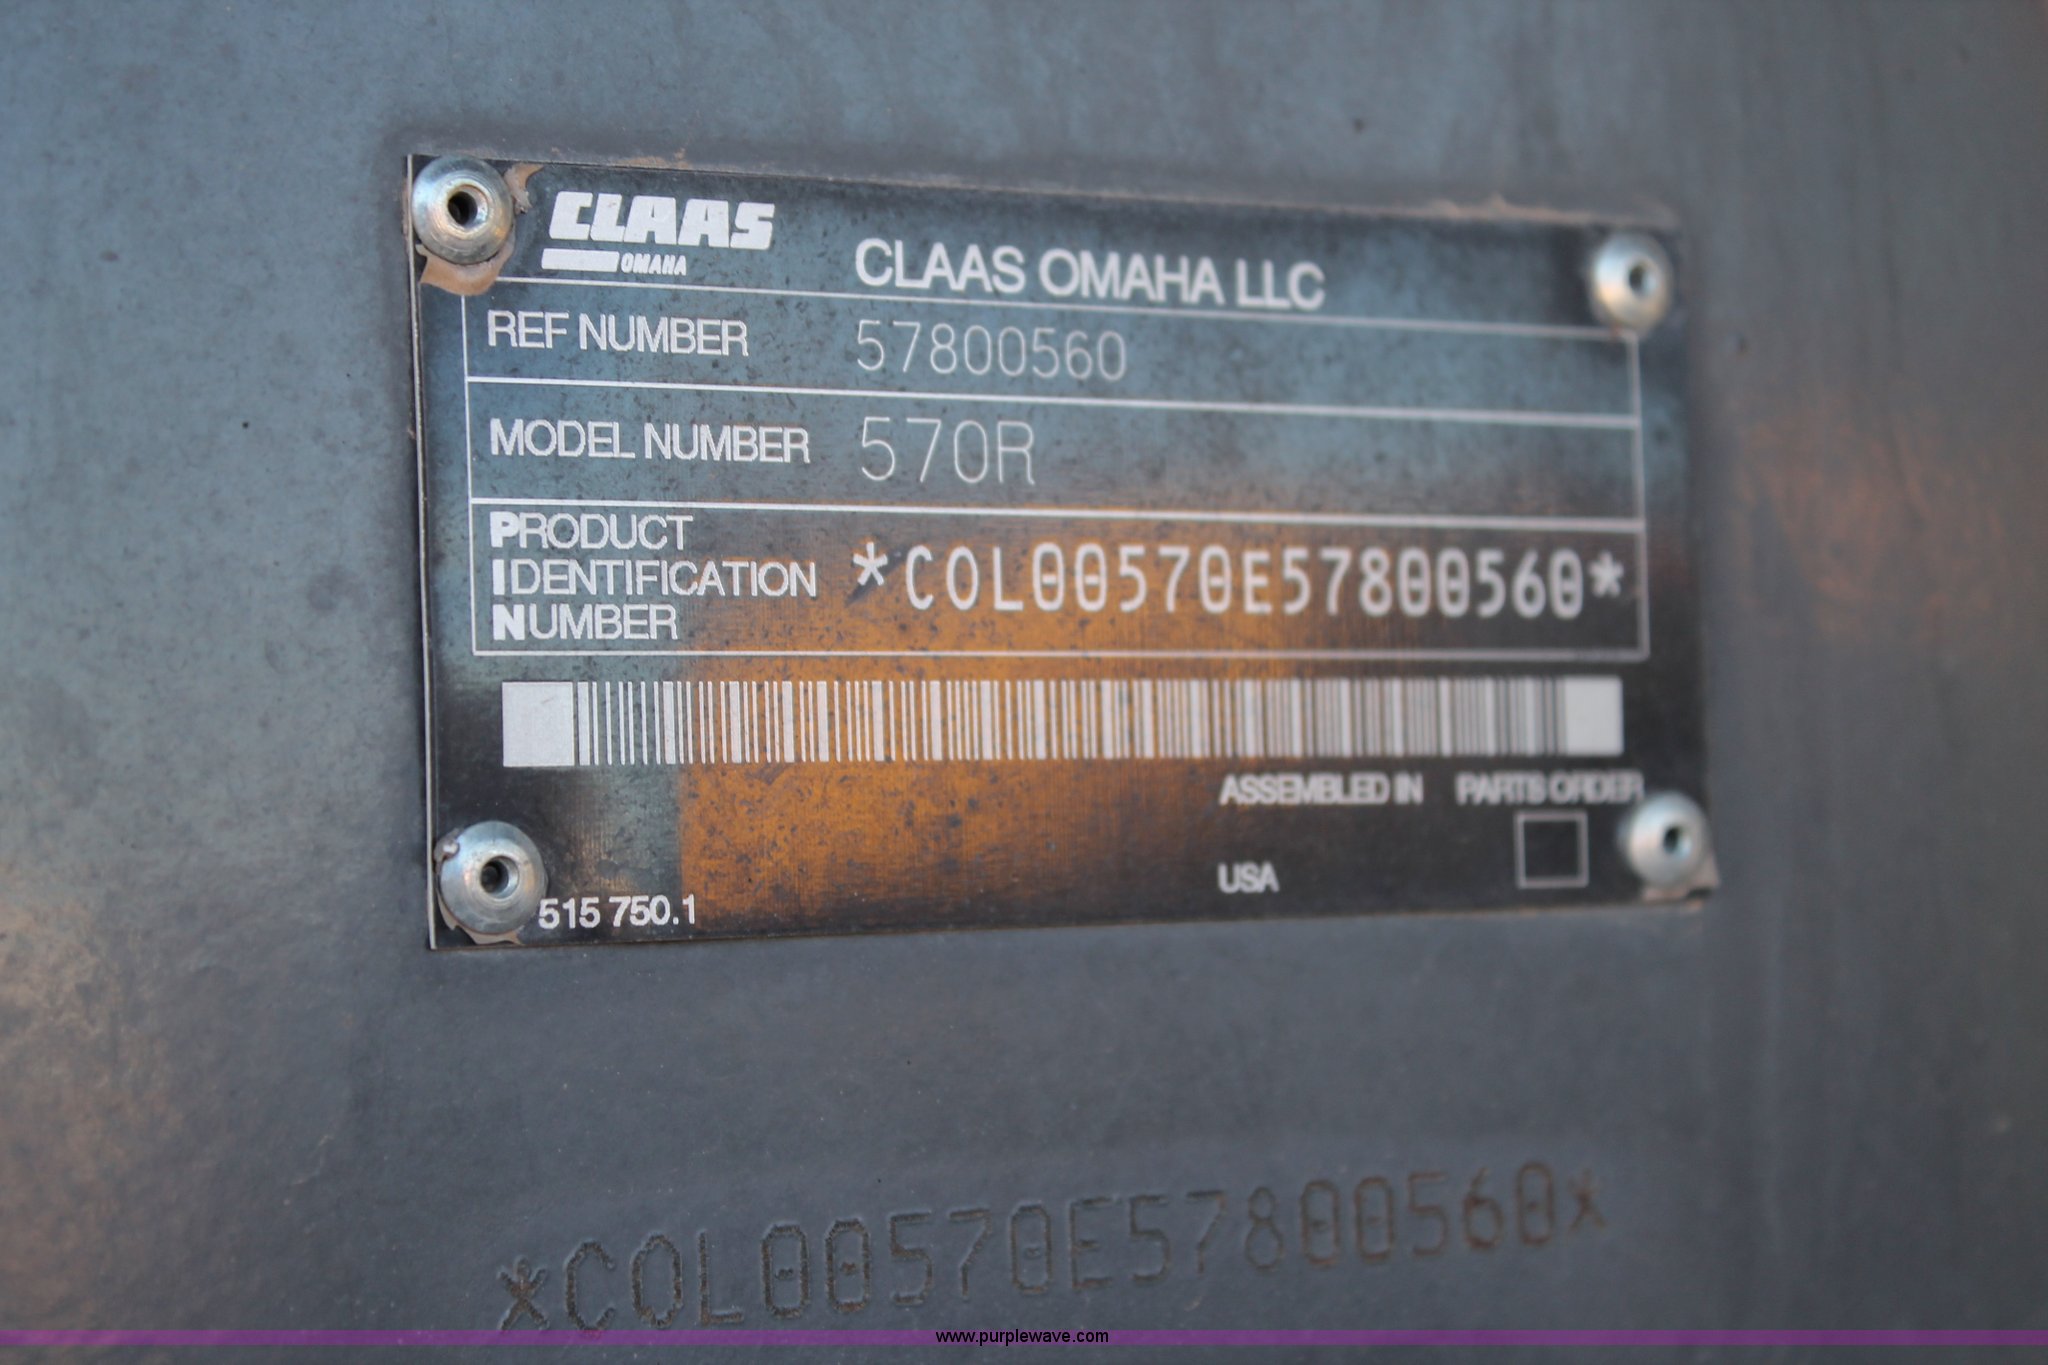 CLAAS
OMAHA
CLAAS OMAHA LLC
REF NUMBER 57800560
MODEL NUMBER 570R
PRODUCT
IDENTIFICATION
NUMBER
*COL00570E57800560*
ASSEMBLED IN PARTS ORDER
USA
515 750.1
*COL00570E57800560*
www.purplewave.com